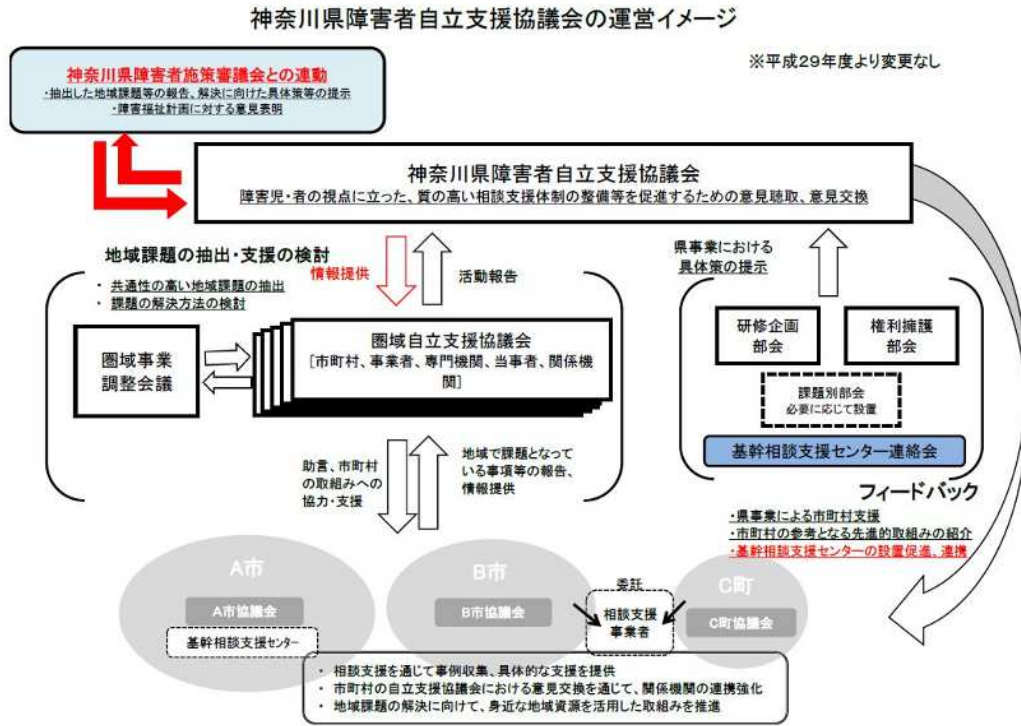 神奈川県障害者自立支援協議会の運営イメージ
※平成29年度より変更なし
神奈川県障害者施策審議会との連動
・抽出した地域課題等の報告、解決に向けた具体策等の提示
・障害福祉計画に対する意見表明
神奈川県障害者自立支援協議会
障害児・者の視点に立った、質の高い相談支援体制の整備等を促進するための意見聴取、意見交換
地域課題の抽出・支援の検討
・ 共通性の高い地域課題の抽出
・ 課題の解決方法の検討
情報提供
活動報告
県事業における
具体策の提示
圏域事業
調整会議
圏域自立支援協議会
[市町村、事業者、専門機関、当事者、関係機
関]
研修企画
部会
権利擁護
部会
課題別部会
必要に応じて設置
基幹相談支援センター連絡会
助言、市町村
の取組みへの
協力・支援
地域で課題となって
いる事項等の報告、
情報提供
フィードバック
・県事業による市町村支援
・市町村の参考となる先進的取組みの紹介
・基幹相談支援センターの設置促進、連携
A市
A市協議会
基幹相談支援センター
B市
B市協議会
委託
相談支援
事業者
C町
C町協議会
・ 相談支援を通じて事例収集、具体的な支援を提供
・ 市町村の自立支援協議会における意見交換を通じて、関係機関の連携強化
・ 地域課題の解決に向けて、身近な地域資源を活用した取組みを推進